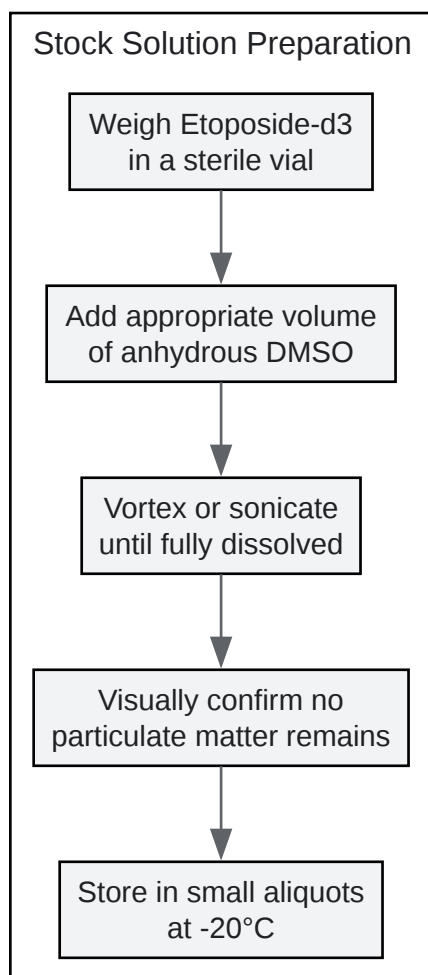 Stock Solution Preparation
Weigh Etoposide-d3
in a sterile vial
Add appropriate volume
of anhydrous DMSO
Vortex or sonicate
until fully dissolved
Visually confirm no
particulate matter remains
Store in small aliquots
at -20°C